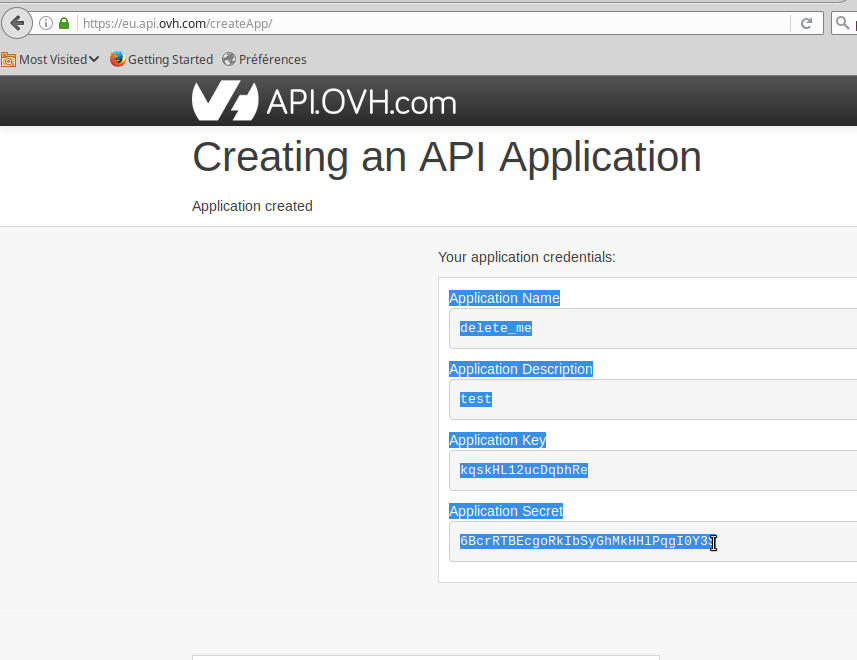 https://eu.api.ovh.com/createApp/
Most Visited
Getting Started
Préférences
API.OVH.com
Creating an API Application
Application created
Your application credentials:
Application Name
delete_me
Application Description
test
Application Key
kqskHL12ucDqbhRe
Application Secret